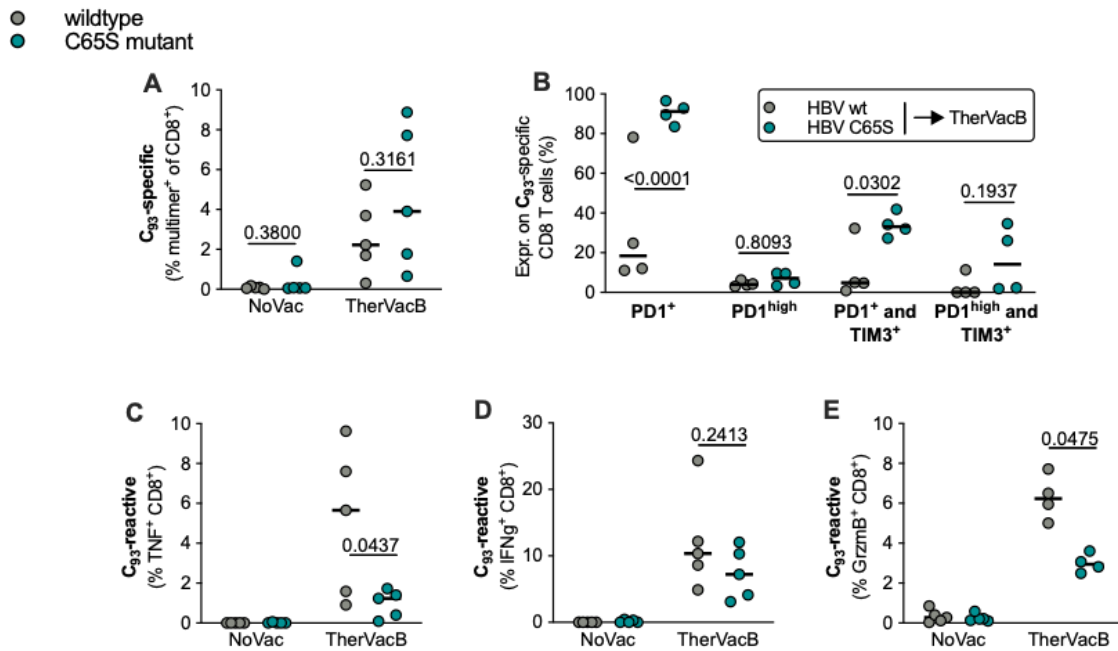 wildtype
C65S mutant
A
C93-specific
(% multimer+ of CD8+)
10
8
6
4
2
0
0.3800
0.3161
NoVac
TherVacB
B
Expr. on C93-specific
CD8 T cells (%)
100
80
60
40
20
0
HBV wt
HBV C65S
TherVacB
<0.0001
0.8093
0.0302
0.1937
PD1+
PD1high
PD1+ and
TIM3+
PD1high and
TIM3+
C
C93-reactive
(% TNF+ CD8+)
10
8
6
4
2
0
0.0437
NoVac
TherVacB
D
C93-reactive
(% IFNg+ CD8+)
30
20
10
0
0.2413
NoVac
TherVacB
E
C93-reactive
(% GrzmB+ CD8+)
10
8
6
4
2
0
0.0475
NoVac
TherVacB